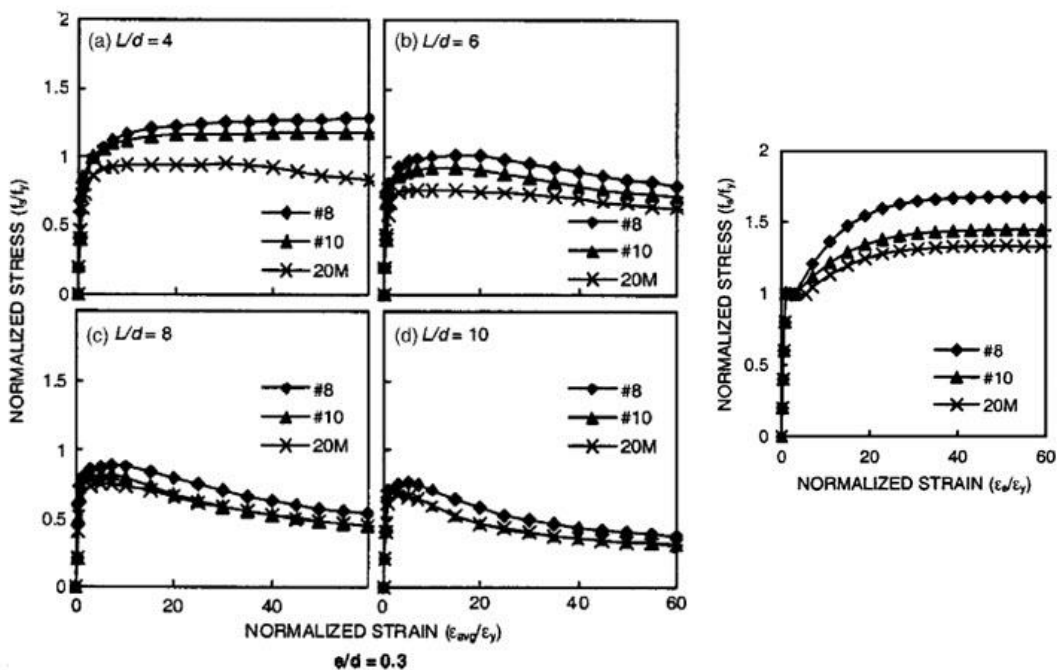 NORMALIZED STRESS (fs/fy)
2
1.5
1
0.5
0
(a) L/d = 4
#8
#10
20M
(b) L/d = 6
#8
#10
20M
1.5
1
0.5
0
(c) L/d = 8
#8
#10
20M
(d) L/d = 10
#8
#10
20M
0 20 40 0 20 40 60
NORMALIZED STRAIN (εavg/εy)
e/d = 0.3
NORMALIZED STRESS (fs/fy)
2
1.5
1
1.5
0
#8
#10
20M
0 20 40 60
NORMALIZED STRAIN (εs/εy)